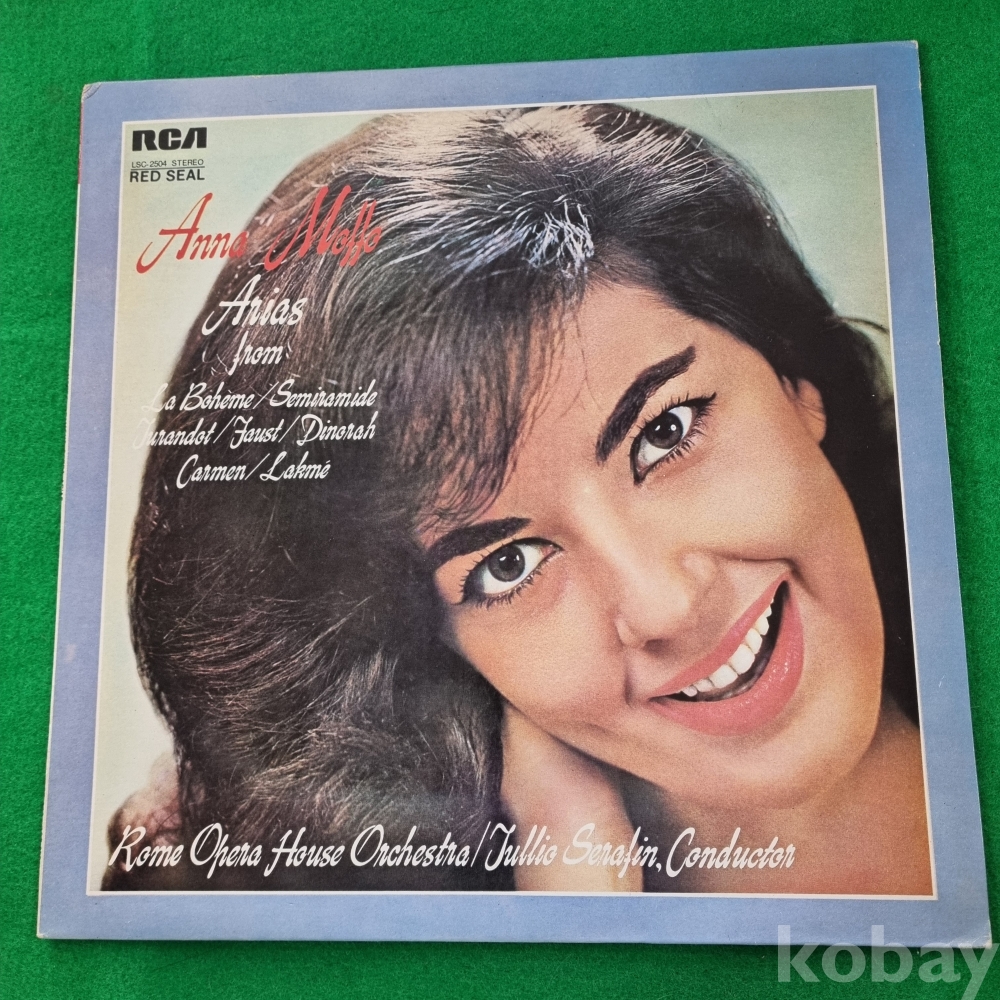 RCA
LSC-2504 STEREO
RED SEAL
Anna Moffo
Arias
from
La Bohème/Semiramide
Turandot/Faust/Dinorah
Carmen/Lakmé
Rome Opera House Orchestra/Tullio Serafin, Conductor
kobay